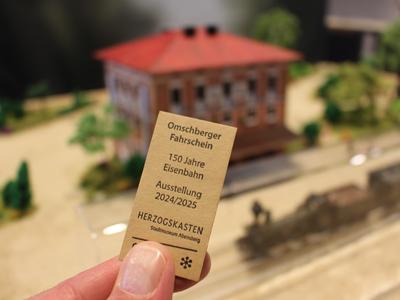 Omschberger
Fahrschein
150 Jahre
Eisenbahn
Ausstellung
2024/2025
HERZOGSKASTEN
Stadtmuseum Abensberg